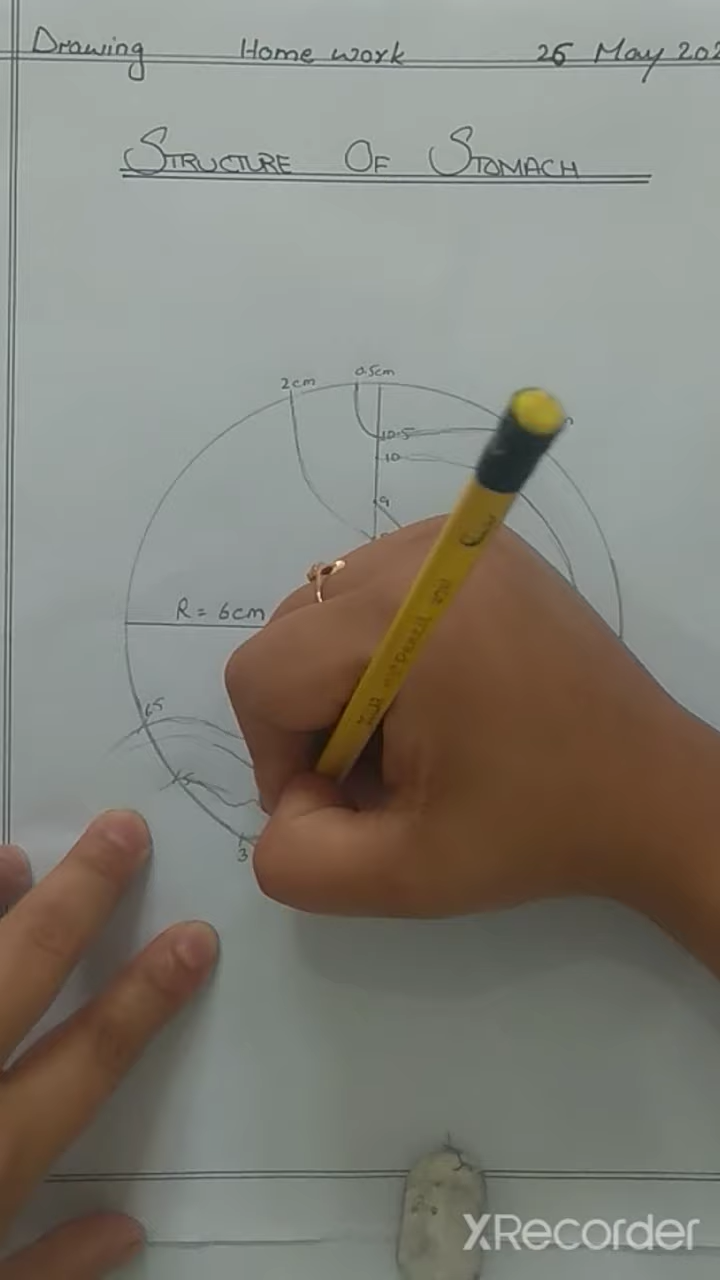 Drawing Home work 26 May 202
STRUCTURE OF STOMACH
2cm 0.5cm
10.5
10
9
R = 6cm
6.5
5
3
XRecorder